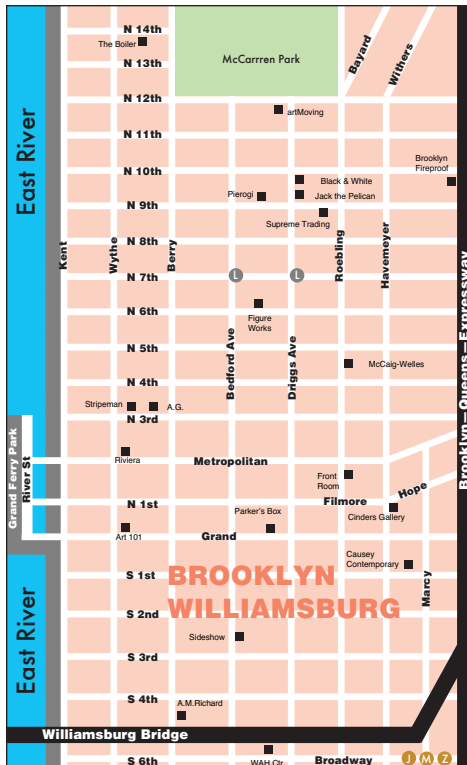 N 14th
The Boiler
McCarrren Park
Bayard
Withers
N 13th
N 12th
artMoving
N 11th
East River
Brooklyn
Fireproof
N 10th
Black & White
Pierogi
Jack the Pelican
N 9th
Supreme Trading
N 8th
Kent
Wythe
Berry
Roebling
Havemeyer
N 7th
L
L
Brooklyn-Queens-Expressway
N 6th
Figure
Works
Bedford Ave
Driggs Ave
N 5th
McCaig-Welles
N 4th
Stripeman
A.G.
N 3rd
Grand Ferry Park
River St
Riviera
Metropolitan
Front
Room
Hope
N 1st
Filmore
Parker's Box
Cinders Gallery
Art 101
Grand
Causey
Contemporary
S 1st
BROOKLYN
WILLIAMSBURG
Marcy
S 2nd
Sideshow
East River
S 3rd
S 4th
A.M.Richard
Williamsburg Bridge
S 6th
WAH Ctr
Broadway
J M Z